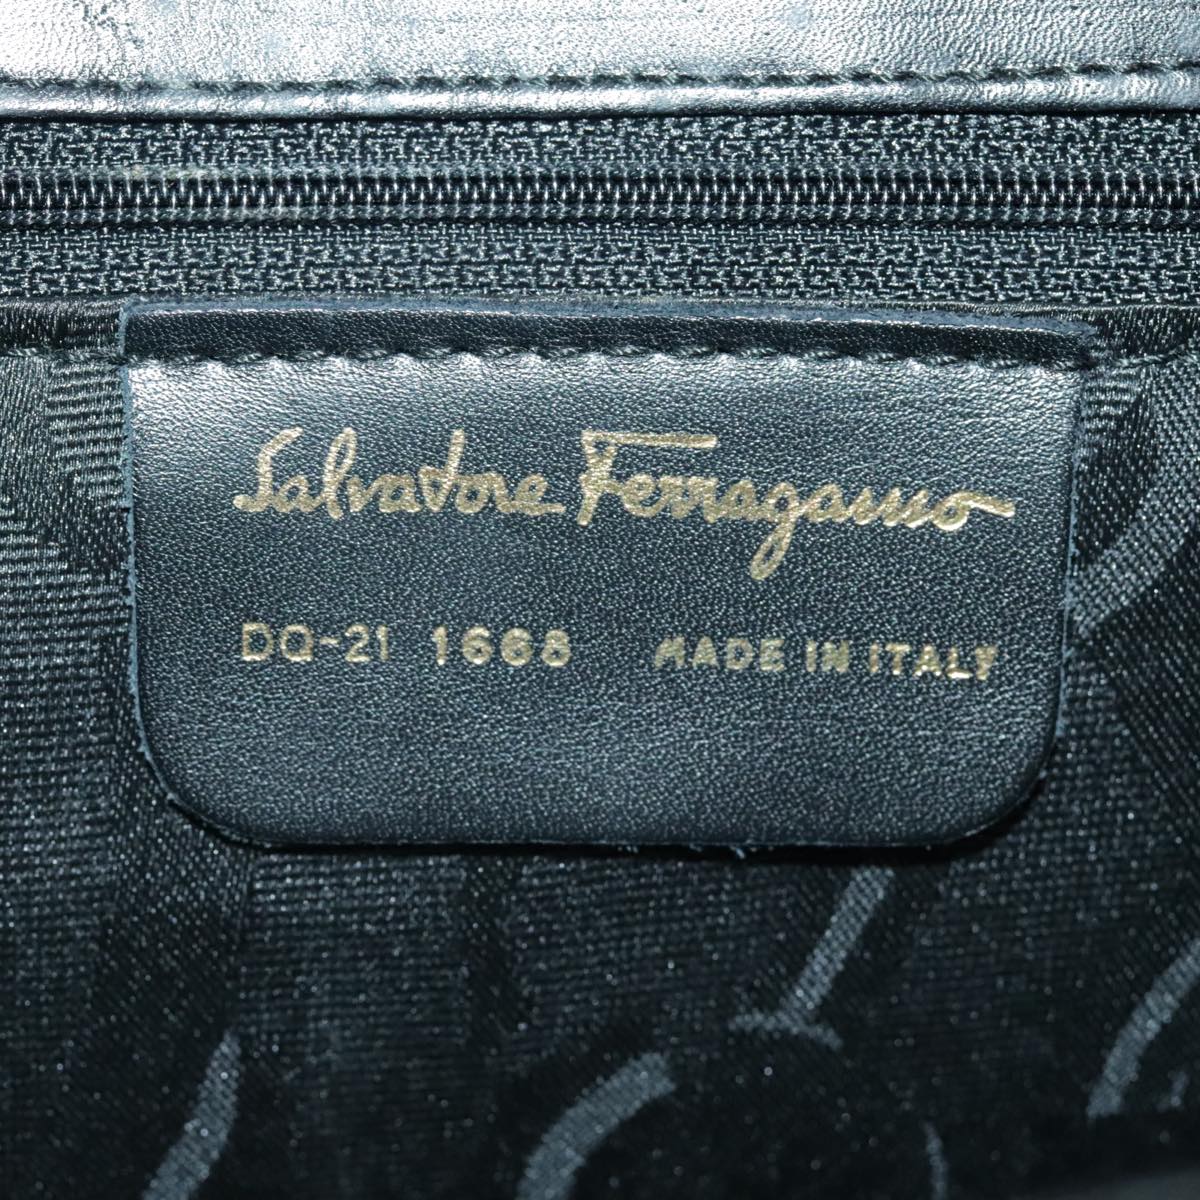 Salvatore Ferragamo
DQ-21 1668 MADE IN ITALY